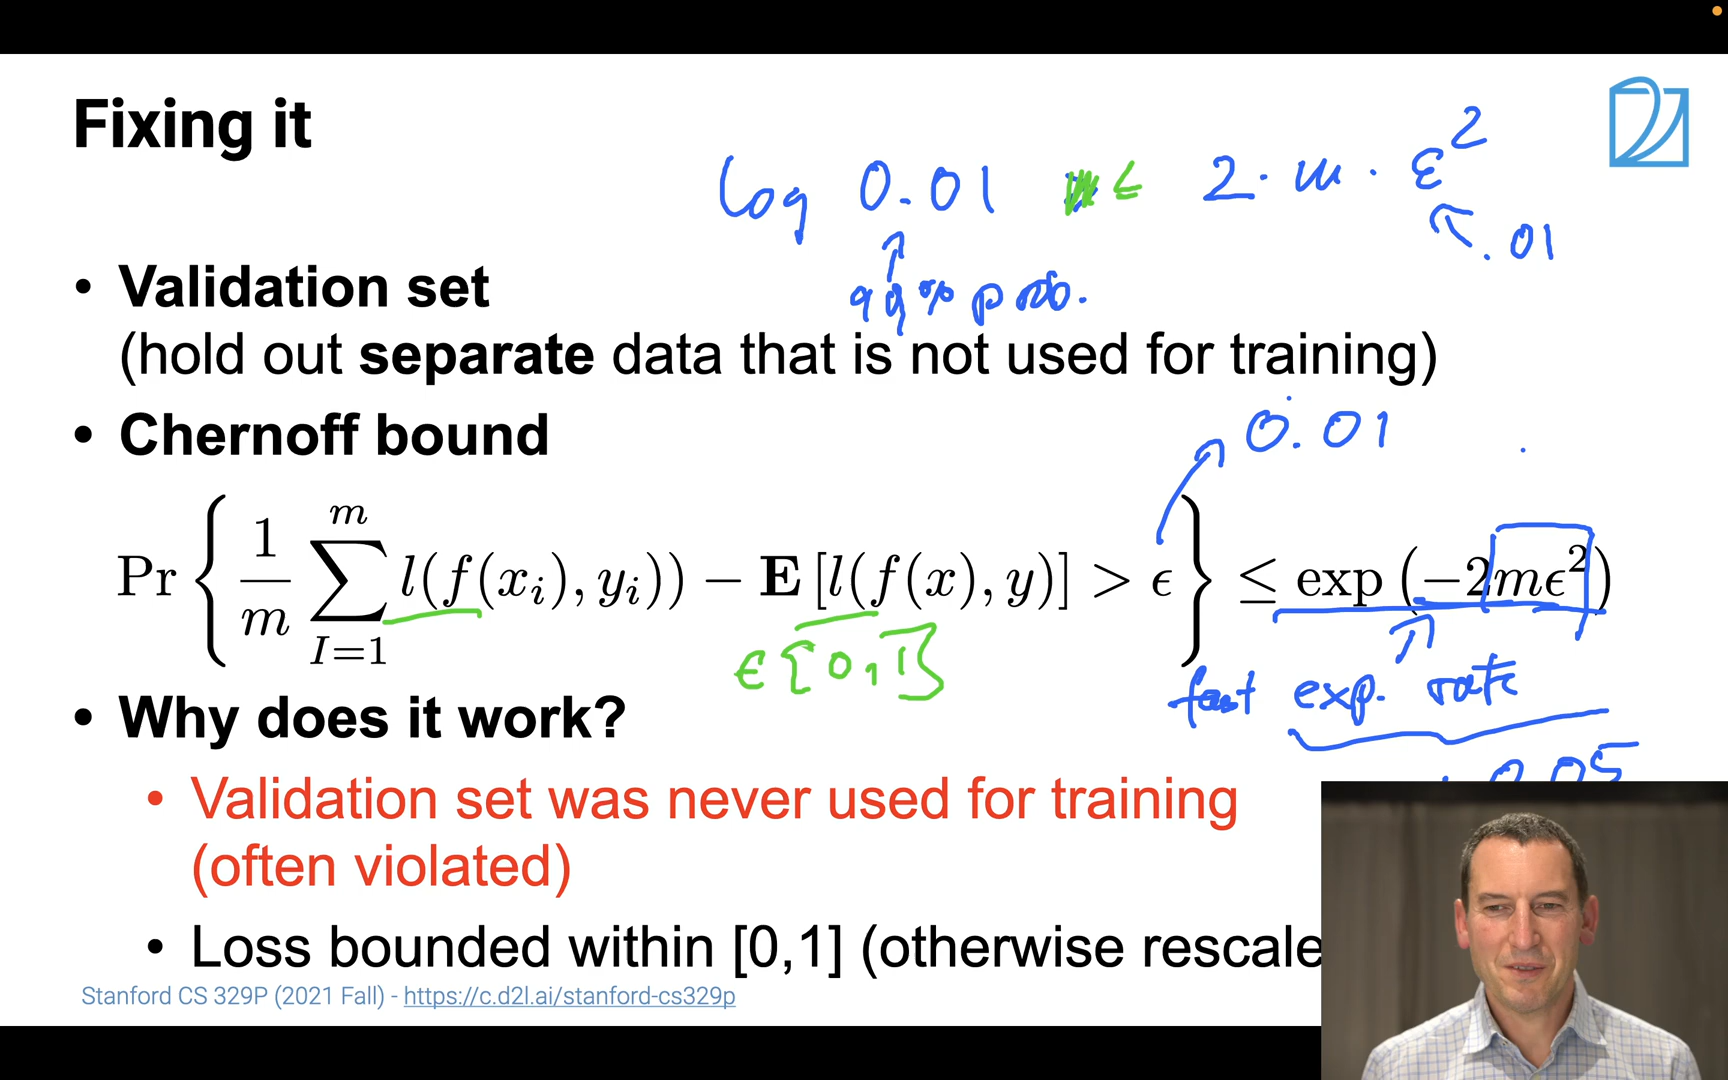 Fixing it
log 0.01 ≤ 2 · m · ε²
.01
99% prob.
• Validation set
(hold out separate data that is not used for training)
• Chernoff bound
0.01
Pr { 1/m ∑_{I=1}^{m} l(f(x_i), y_i)) − E [l(f(x), y)] > ϵ } ≤ exp (−2mϵ²)
∈ [0,1]
fast exp. rate
• Why does it work?
0.05
• Validation set was never used for training
(often violated)
• Loss bounded within [0,1] (otherwise rescale
Stanford CS 329P (2021 Fall) - https://c.d2l.ai/stanford-cs329p